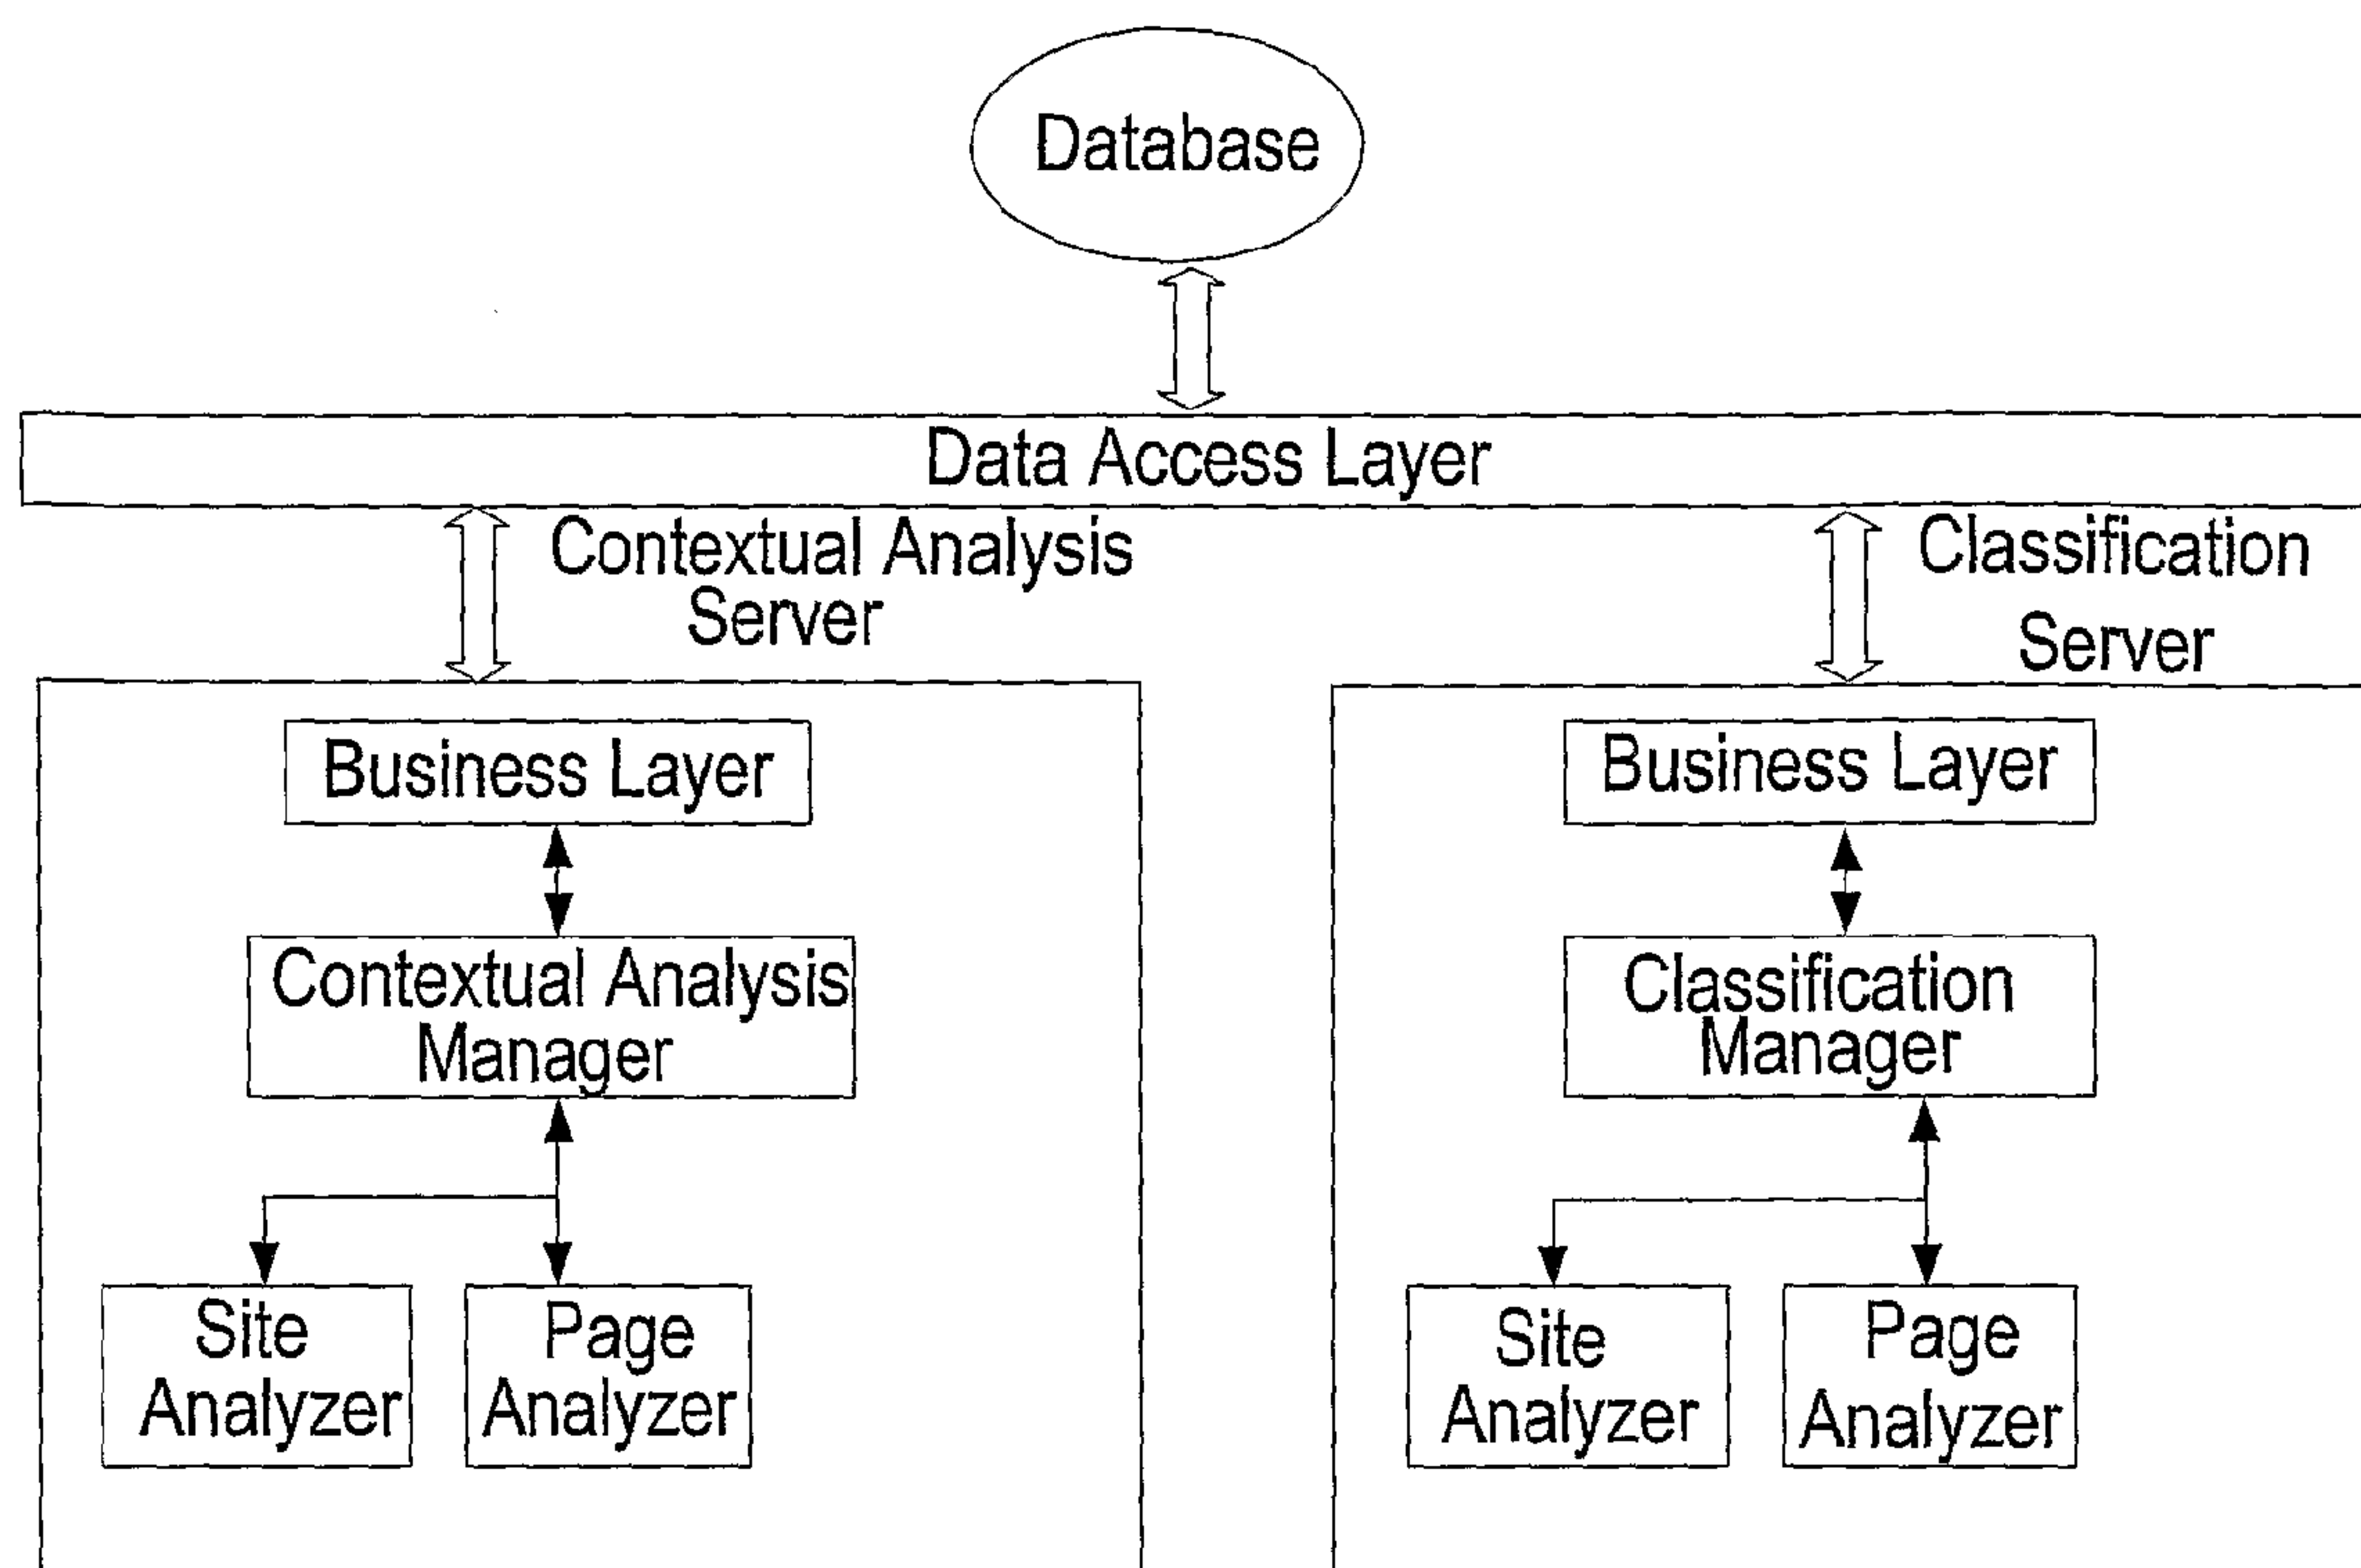 Database
Data Access Layer
Contextual Analysis
Server
Classification
Server
Business Layer
Contextual Analysis
Manager
Site
Analyzer
Page
Analyzer
Business Layer
Classification
Manager
Site
Analyzer
Page
Analyzer